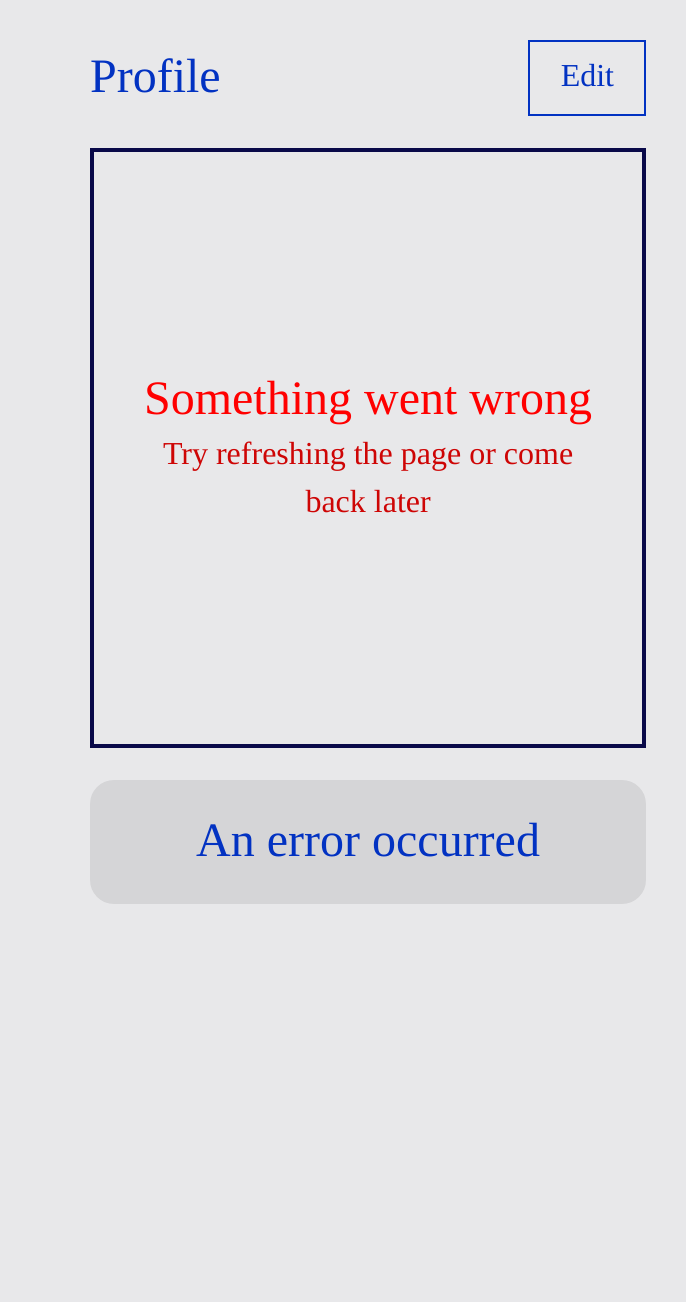 Profile
Edit
Something went wrong
Try refreshing the page or come
back later
An error occurred